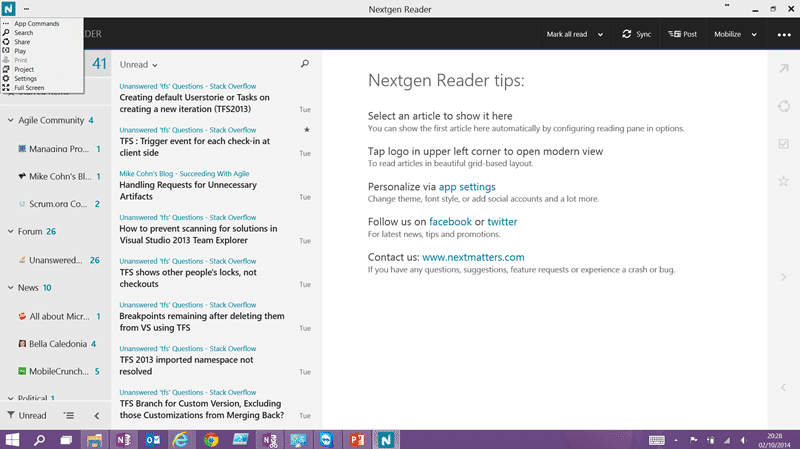 Nextgen Reader
App Commands
Search
Share
Play
Print
Project
Settings
Full Screen
DER
Mark all read
Sync
Post
Mobilize
41
Starred items
Agile Community 4
Managing Pro... 1
Mike Cohn's B... 1
Scrum.ora Co... 2
Forum 26
Unanswered... 26
News 10
All about Micr... 1
Bella Caledonia 4
MobileCrunch... 5
Political 1
Unread
Unread
Unanswered 'tfs' Questions - Stack Overflow
Creating default Userstorie or Tasks on
creating a new iteration (TFS2013)
Tue
Unanswered 'tfs' Questions - Stack Overflow
TFS : Trigger event for each check-in at
client side
Tue
Mike Cohn's Blog - Succeeding With Agile
Handling Requests for Unnecessary
Artifacts
Tue
Unanswered 'tfs' Questions - Stack Overflow
How to prevent scanning for solutions in
Visual Studio 2013 Team Explorer
Tue
Unanswered 'tfs' Questions - Stack Overflow
TFS shows other people's locks, not
checkouts
Tue
Unanswered 'tfs' Questions - Stack Overflow
Breakpoints remaining after deleting them
from VS using TFS
Tue
Unanswered 'tfs' Questions - Stack Overflow
TFS 2013 imported namespace not
resolved
Tue
Unanswered 'tfs' Questions - Stack Overflow
TFS Branch for Custom Version, Excluding
those Customizations from Merging Back?
Tue
Nextgen Reader tips:
Select an article to show it here
You can show the first article here automatically by configuring reading pane in options.
Tap logo in upper left corner to open modern view
To read articles in beautiful grid-based layout.
Personalize via app settings
Change theme, font style, or add social accounts and a lot more.
Follow us on facebook or twitter
For latest news, tips and promotions.
Contact us: www.nextmatters.com
If you have any questions, suggestions, feature requests or experience a crash or bug.
20:28
02/10/2014